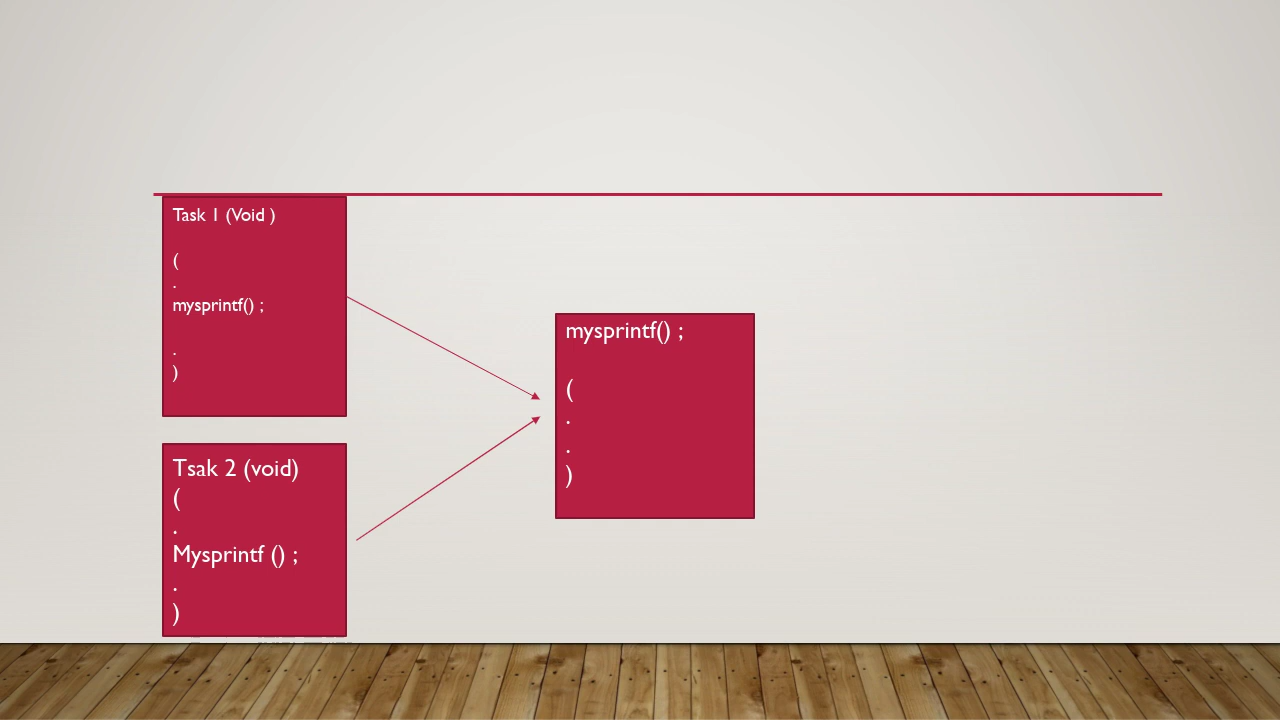 Task 1 (Void )
(
.
mysprintf() ;
.
)
Tsak 2 (void)
(
.
Mysprintf () ;
.
)
mysprintf() ;
(
.
.
)